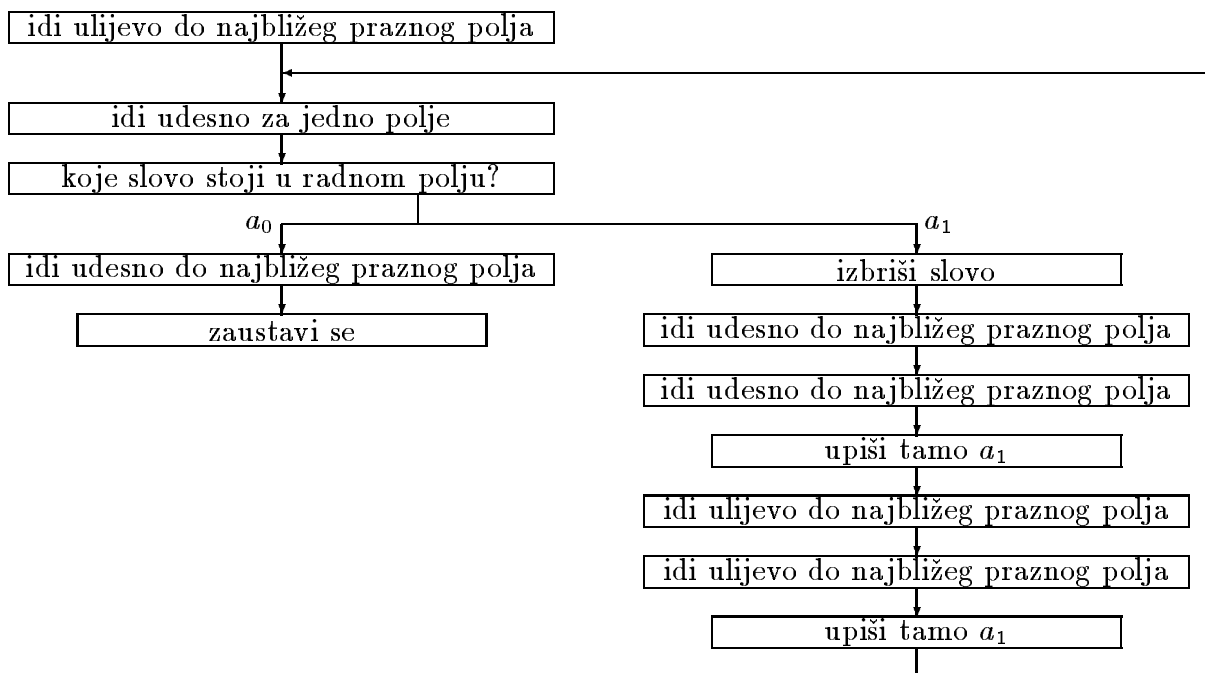 idi ulijevo do najbližeg praznog polja
idi udesno za jedno polje
koje slovo stoji u radnom polju?
a₀
a₁
idi udesno do najbližeg praznog polja
zaustavi se
izbriši slovo
idi udesno do najbližeg praznog polja
idi udesno do najbližeg praznog polja
upiši tamo a₁
idi ulijevo do najbližeg praznog polja
idi ulijevo do najbližeg praznog polja
upiši tamo a₁